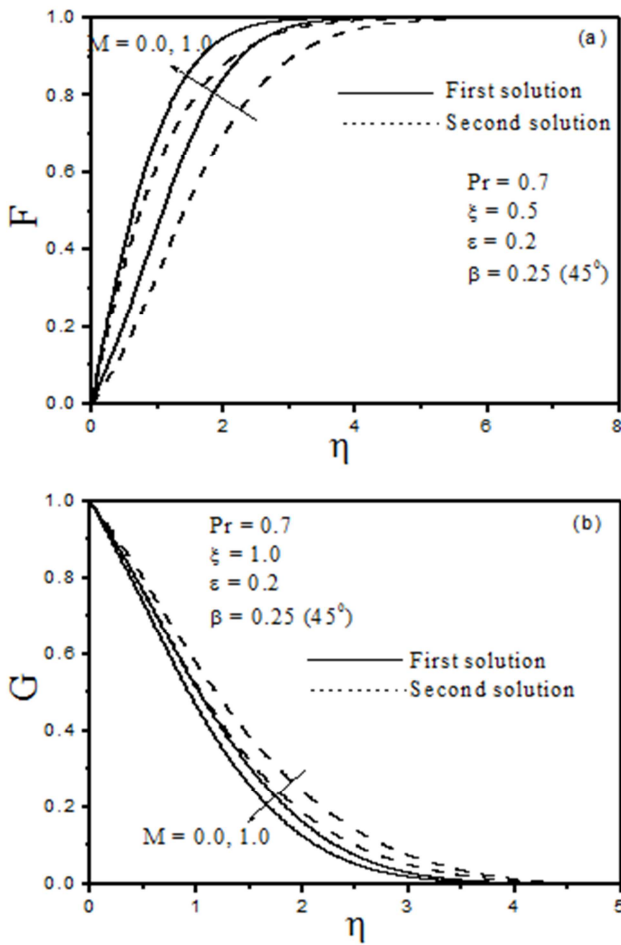 1.0
M = 0.0, 1.0
(a)
0.8
First solution
Second solution
0.6
Pr = 0.7
ξ = 0.5
F
0.4
ε = 0.2
β = 0.25 (45⁰)
0.2
0.0
0 2 4 6 8
η
1.0
Pr = 0.7
(b)
ξ = 1.0
0.8
ε = 0.2
β = 0.25 (45⁰)
0.6
First solution
G
Second solution
0.4
0.2
M = 0.0, 1.0
0.0
0 1 2 3 4 5
η